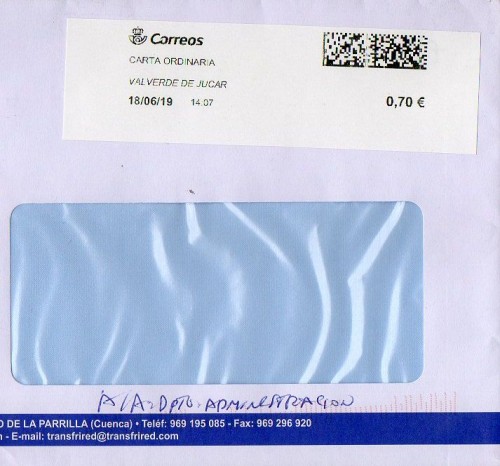 Correos
CARTA ORDINARIA
VALVERDE DE JUCAR
18/06/19 14:07
0,70 €
A/A: DPTO. ADMINISTRACION
O DE LA PARRILLA (Cuenca) • Teléf: 969 195 085 - Fax: 969 296 920
- E-mail: transfrired@transfrired.com